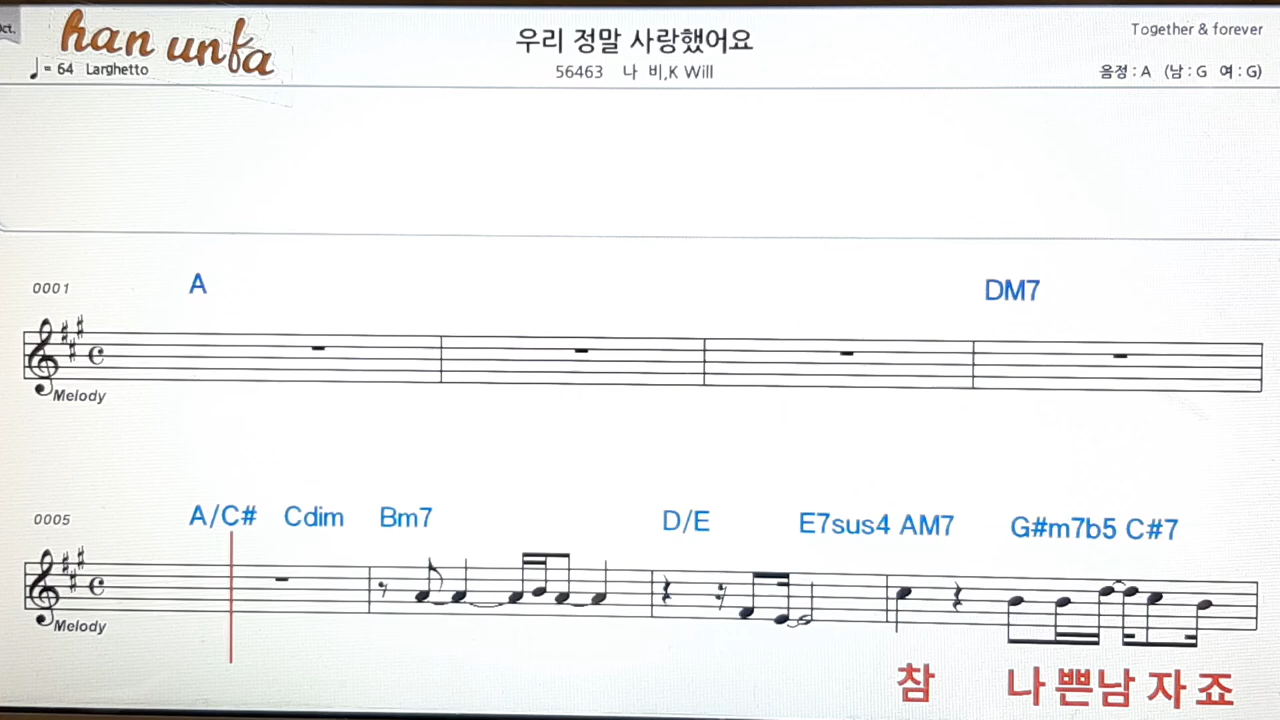 oct.
han unfa
우리 정말 사랑했어요
Together & forever
♩= 64 Larghetto
56463 나 비,K Will
음정 : A (남 : G 여 : G)
0001 A DM7
Melody
0005 A/C# Cdim Bm7 D/E E7sus4 AM7 G#m7b5 C#7
Melody
참 나 쁜 남 자 죠